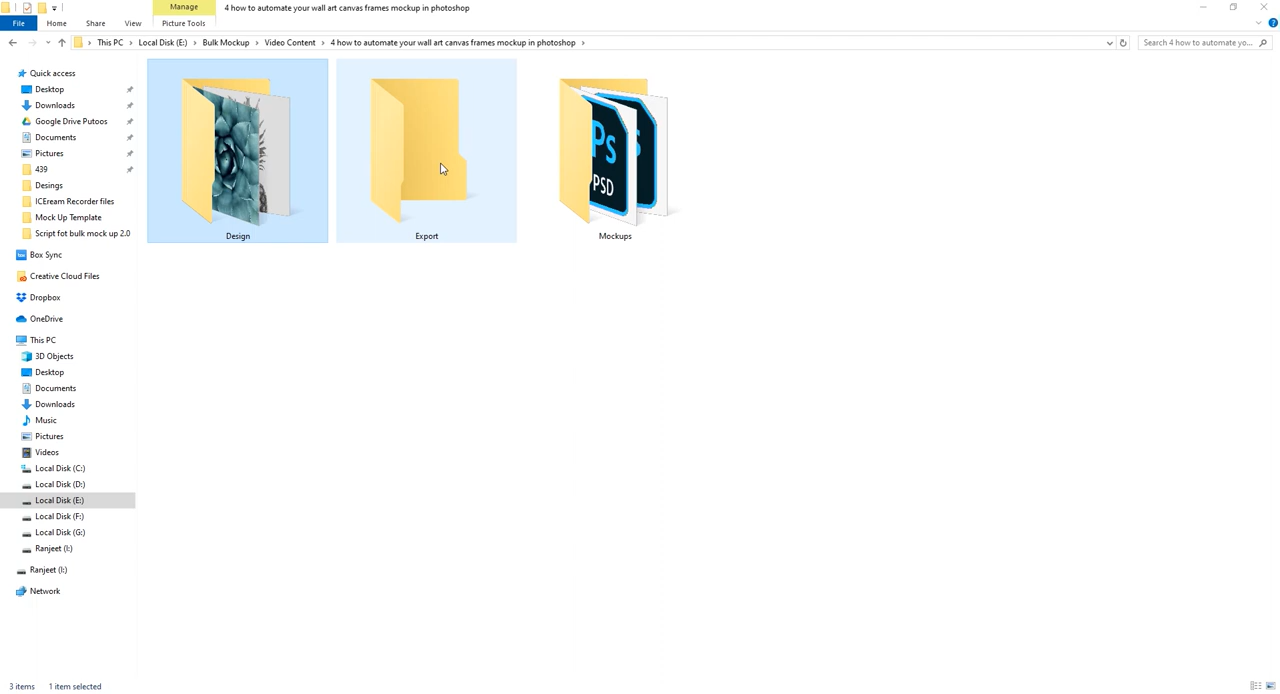 Manage
4 how to automate your wall art canvas frames mockup in photoshop
File
Home
Share
View
Picture Tools
This PC
Local Disk (E:)
Bulk Mockup
Video Content
4 how to automate your wall art canvas frames mockup in photoshop
Search 4 how to automate yo...
Quick access
Desktop
Downloads
Google Drive Putoos
Documents
Pictures
439
Desings
ICEream Recorder files
Mock Up Template
Script fot bulk mock up 2.0
Box Sync
Creative Cloud Files
Dropbox
OneDrive
This PC
3D Objects
Desktop
Documents
Downloads
Music
Pictures
Videos
Local Disk (C:)
Local Disk (D:)
Local Disk (E:)
Local Disk (F:)
Local Disk (G:)
Ranjeet (I:)
Ranjeet (I:)
Network
Ps
PSD
Design
Export
Mockups
3 items
1 item selected